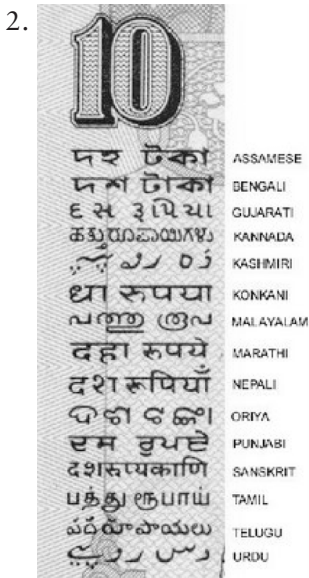 2.
10
দহ টকা ASSAMESE
দশ টাকা BENGALI
દસ રૂપિયા GUJARATI
ಹತ್ತು ರೂಪಾಯಿಗಳು KANNADA
KASHMIRI
धा रुपया KONKANI
പത്തു രൂപ MALAYALAM
दहा रुपये MARATHI
दश रुपियाँ NEPALI
ଦଶ ଟଙ୍କା ORIYA
ਦਸ ਰੁਪਏ PUNJABI
दशरूप्यकाणि SANSKRIT
பத்து ரூபாய் TAMIL
పది రూపాయలు TELUGU
دس روپے URDU